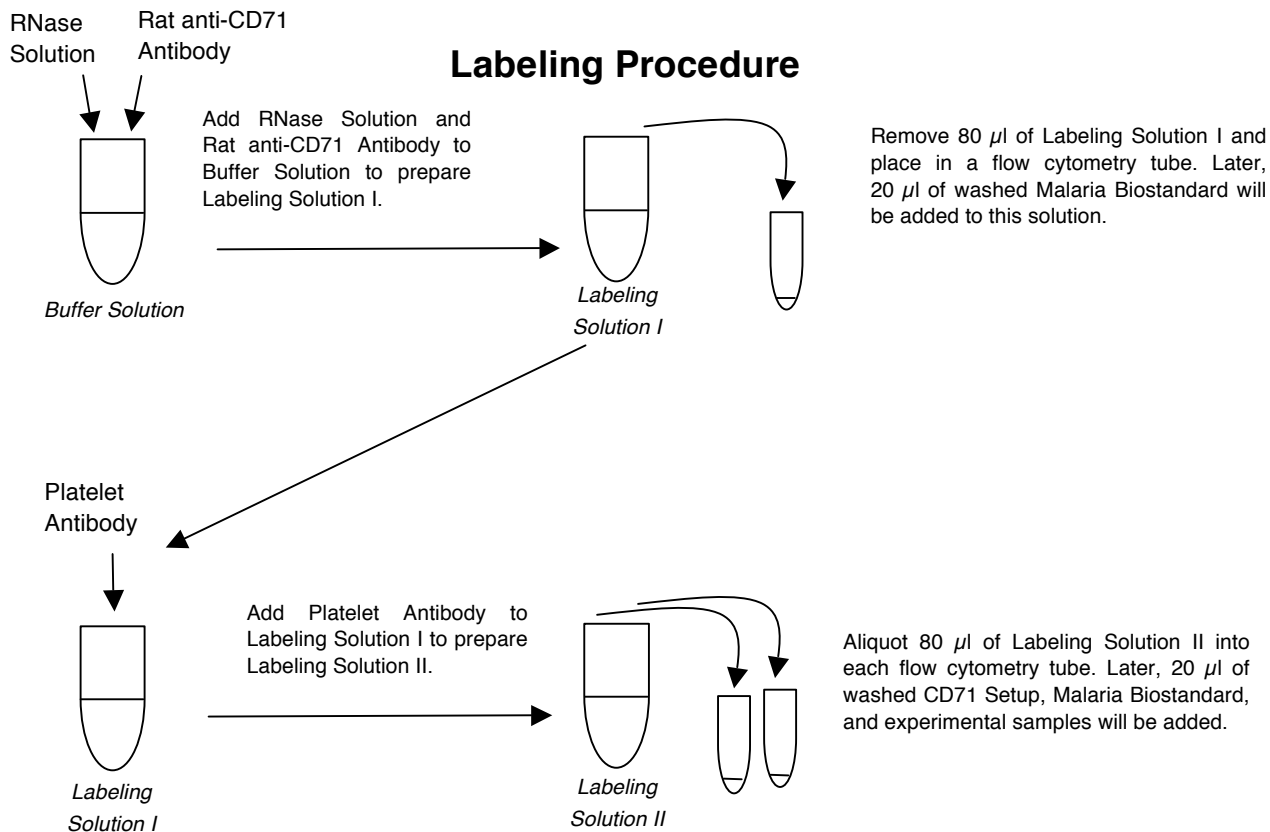 RNase
Solution
Rat anti-CD71
Antibody
Labeling Procedure
Add RNase Solution and
Rat anti-CD71 Antibody to
Buffer Solution to prepare
Labeling Solution I.
Remove 80 µl of Labeling Solution I and
place in a flow cytometry tube. Later,
20 µl of washed Malaria Biostandard will
be added to this solution.
Buffer Solution
Labeling
Solution I
Platelet
Antibody
Add Platelet Antibody to
Labeling Solution I to prepare
Labeling Solution II.
Aliquot 80 µl of Labeling Solution II into
each flow cytometry tube. Later, 20 µl of
washed CD71 Setup, Malaria Biostandard,
and experimental samples will be added.
Labeling
Solution I
Labeling
Solution II